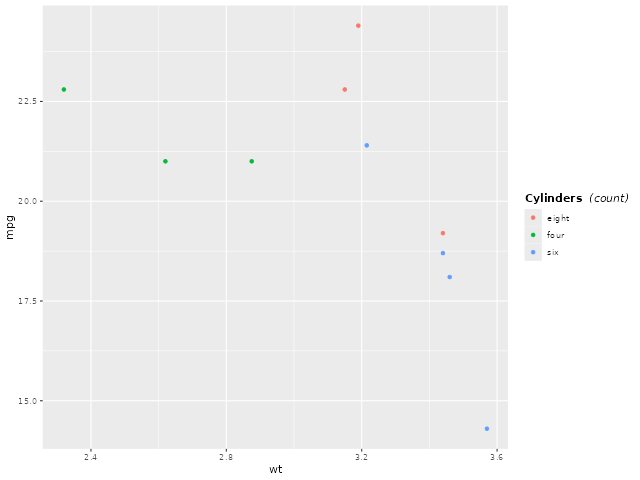 22.5
20.0
17.5
15.0
mpg
2.4 2.8 3.2 3.6
wt
Cylinders (count)
eight
four
six